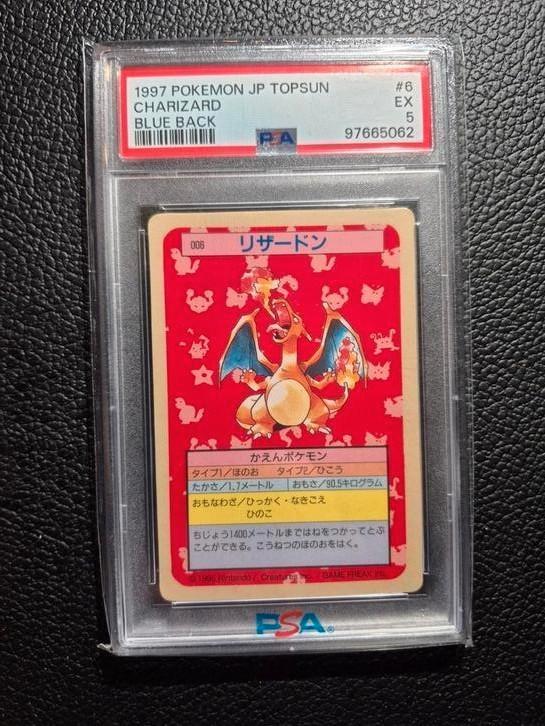 1997 POKEMON JP TOPSUN #6
CHARIZARD EX
BLUE BACK 5
PSA 97665062
006 リザードン
かえんポケモン
タイプ1/ほのお タイプ2/ひこう
たかさ/1.7メートル おもさ/90.5キログラム
おもなわざ/ひっかく・なきごえ
ひのこ
ちじょう1400メートルまではねをつかってとぶ
ことができる。こうねつのほのおをはく。
©1995 Nintendo / Creatures inc. / GAME FREAK inc.
PSA®